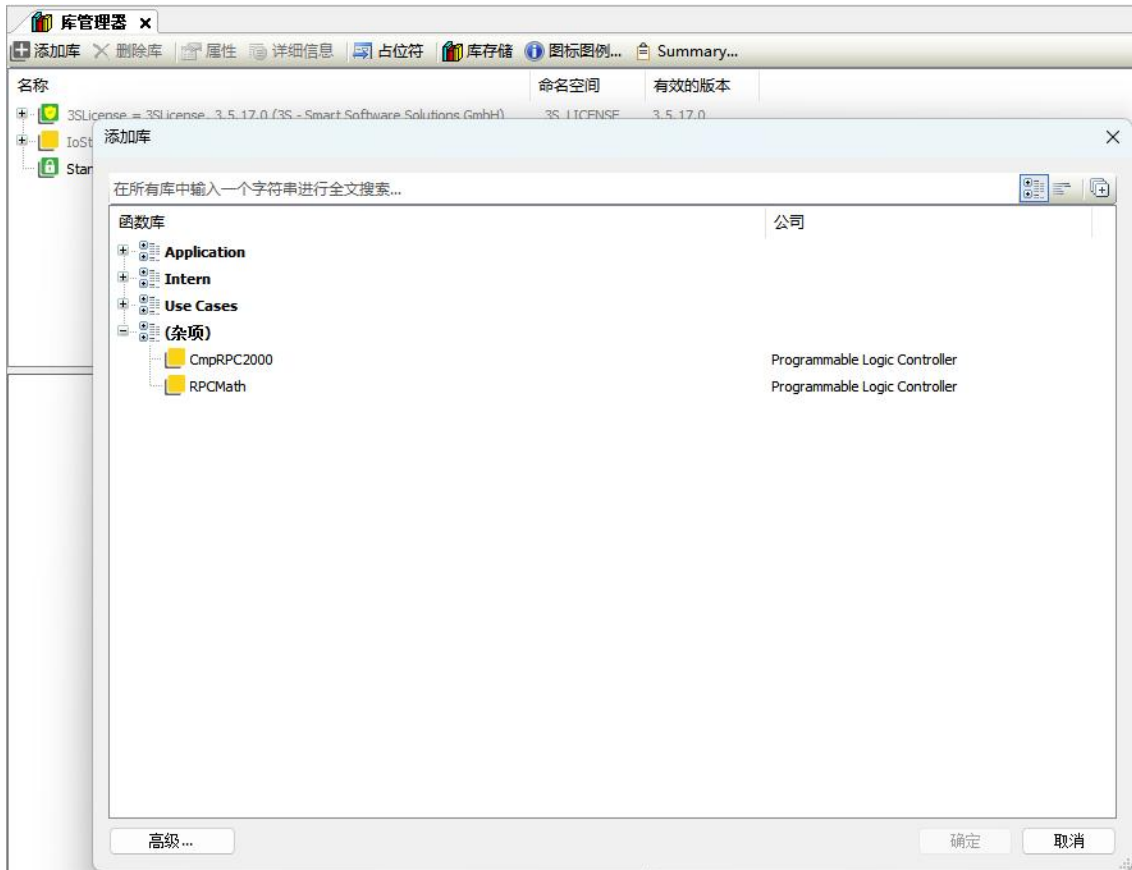 库管理器
添加库 删除库 属性 详细信息 占位符 库存储 图标图例... Summary...
名称 命名空间 有效的版本
3SLicense = 3SLicense, 3.5.17.0 (3S - Smart Software Solutions GmbH) 3S_LICENSE 3.5.17.0
IoSt
Star
添加库
在所有库中输入一个字符串进行全文搜索...
函数库 公司
Application
Intern
Use Cases
(杂项)
CmpRPC2000 Programmable Logic Controller
RPCMath Programmable Logic Controller
高级... 确定 取消